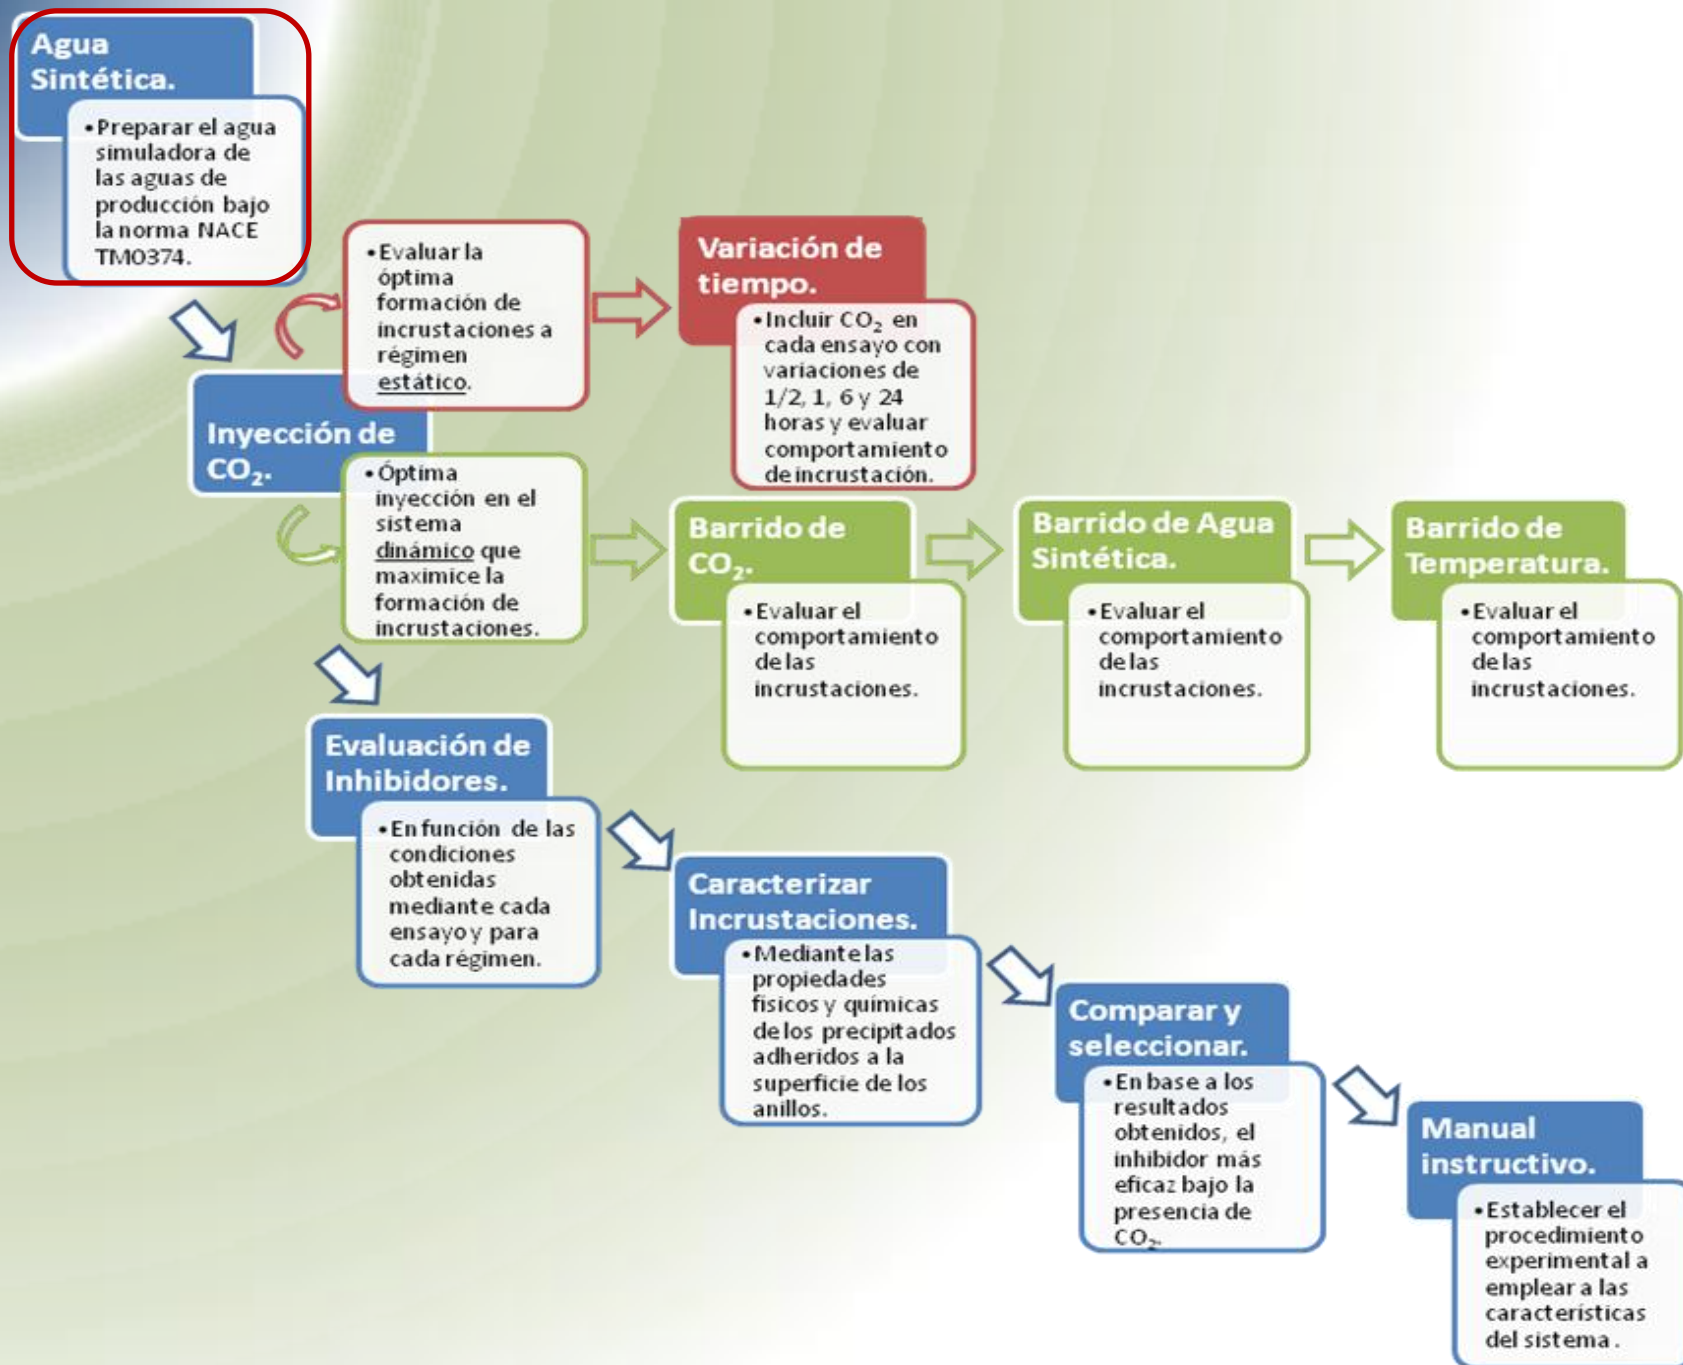 Agua
Sintética.
•Preparar el agua
simuladora de
las aguas de
producción bajo
la norma NACE
TM0374.
•Evaluar la
óptima
formación de
incrustaciones a
régimen
estático.
Variación de
tiempo.
•Incluir CO₂ en
cada ensayo con
variaciones de
1/2, 1, 6 y 24
horas y evaluar
comportamiento
de incrustación.
Inyección de
CO₂.
•Óptima
inyección en el
sistema
dinámico que
maximice la
formación de
incrustaciones.
Barrido de
CO₂.
•Evaluar el
comportamiento
de las
incrustaciones.
Barrido de Agua
Sintética.
•Evaluar el
comportamiento
de las
incrustaciones.
Barrido de
Temperatura.
•Evaluar el
comportamiento
de las
incrustaciones.
Evaluación de
Inhibidores.
•En función de las
condiciones
obtenidas
mediante cada
ensayo y para
cada régimen.
Caracterizar
Incrustaciones.
•Mediante las
propiedades
físicos y químicas
de los precipitados
adheridos a la
superficie de los
anillos.
Comparar y
seleccionar.
•En base a los
resultados
obtenidos, el
inhibidor más
eficaz bajo la
presencia de
CO₂.
Manual
instructivo.
•Establecer el
procedimiento
experimental a
emplear a las
características
del sistema.